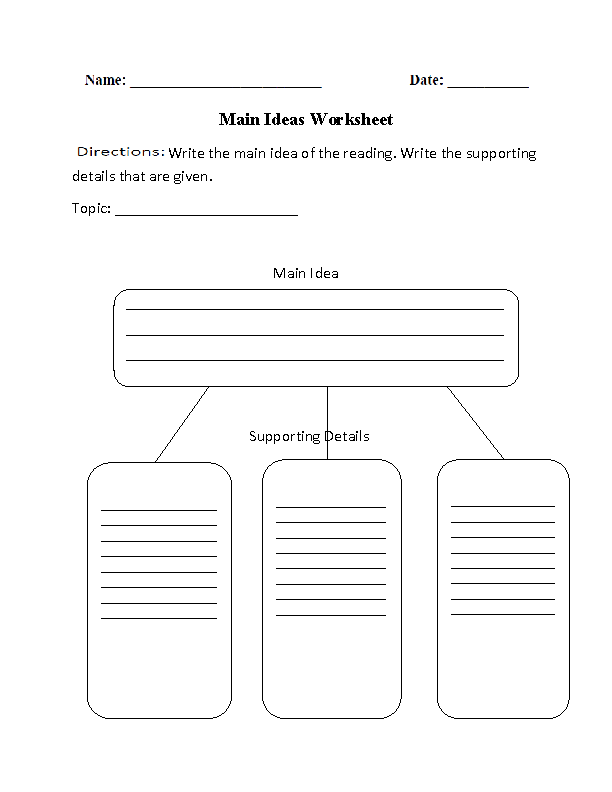 Name: __________________________ Date: ___________
Main Ideas Worksheet
Directions: Write the main idea of the reading. Write the supporting
details that are given.
Topic: ________________________
Main Idea
Supporting Details